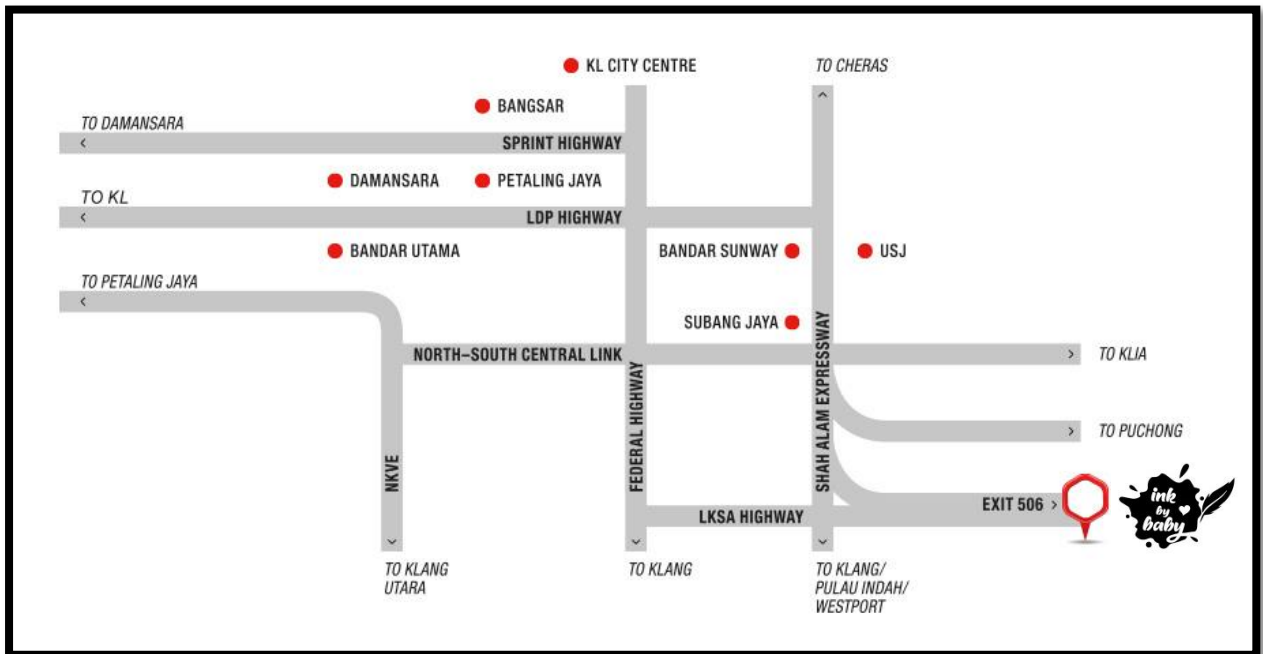 KL CITY CENTRE
TO CHERAS
BANGSAR
TO DAMANSARA
SPRINT HIGHWAY
DAMANSARA
PETALING JAYA
TO KL
LDP HIGHWAY
BANDAR UTAMA
BANDAR SUNWAY
USJ
TO PETALING JAYA
SUBANG JAYA
NORTH–SOUTH CENTRAL LINK
TO KLIA
FEDERAL HIGHWAY
SHAH ALAM EXPRESSWAY
TO PUCHONG
NKVE
EXIT 506
ink
by
baby
LKSA HIGHWAY
TO KLANG
UTARA
TO KLANG
TO KLANG/
PULAU INDAH/
WESTPORT